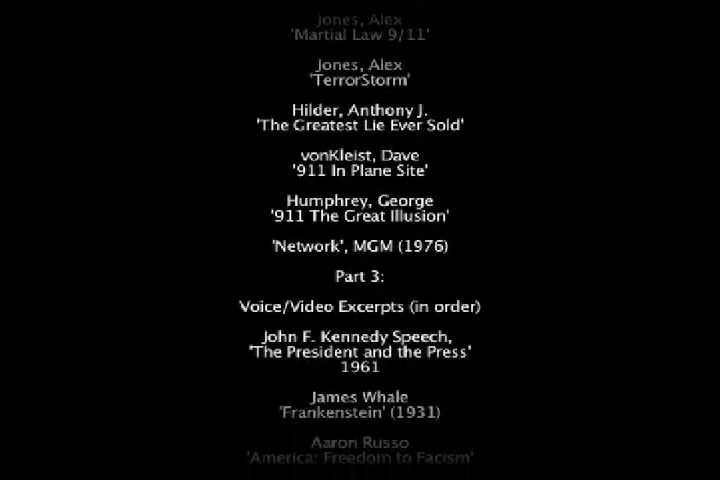 Jones, Alex
'Martial Law 9/11'
Jones, Alex
'TerrorStorm'
Hilder, Anthony J.
'The Greatest Lie Ever Sold'
vonKleist, Dave
'911 In Plane Site'
Humphrey, George
'911 The Great Illusion'
'Network', MGM (1976)
Part 3:
Voice/Video Excerpts (in order)
John F. Kennedy Speech,
'The President and the Press'
1961
James Whale
'Frankenstein' (1931)
Aaron Russo
'America: Freedom to Facism'